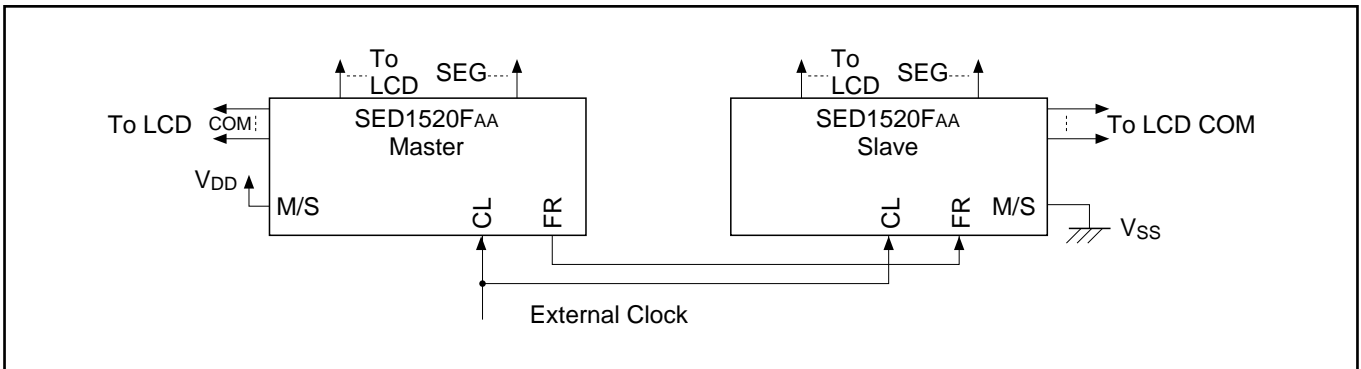 To
LCD SEG
To LCD COM
SED1520FAA
Master
VDD
M/S
CL
FR
To
LCD SEG
SED1520FAA
Slave
To LCD COM
CL
FR
M/S
VSS
External Clock